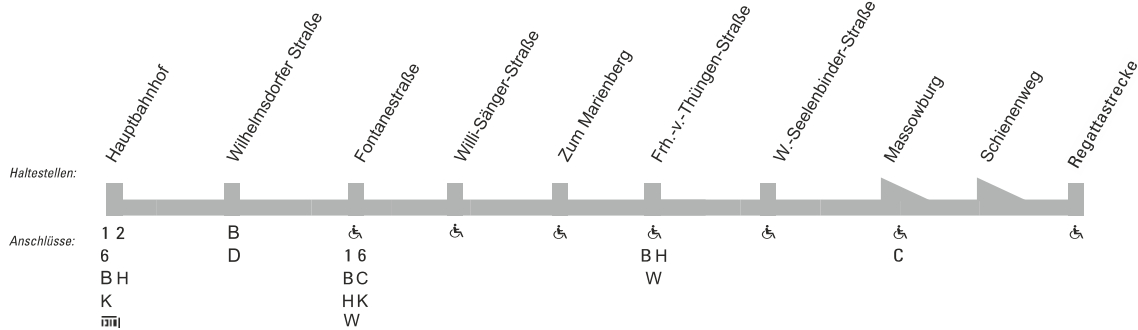 Hauptbahnhof
Wilhelmsdorfer Straße
Fontanestraße
Willi-Sänger-Straße
Zum Marienberg
Frh.-v.-Thüngen-Straße
W.-Seelenbinder-Straße
Massowburg
Schienenweg
Regattastrecke
Haltestellen:
Anschlüsse:
1 2
6
B H
K
B
D
1 6
B C
H K
W
B H
W
C